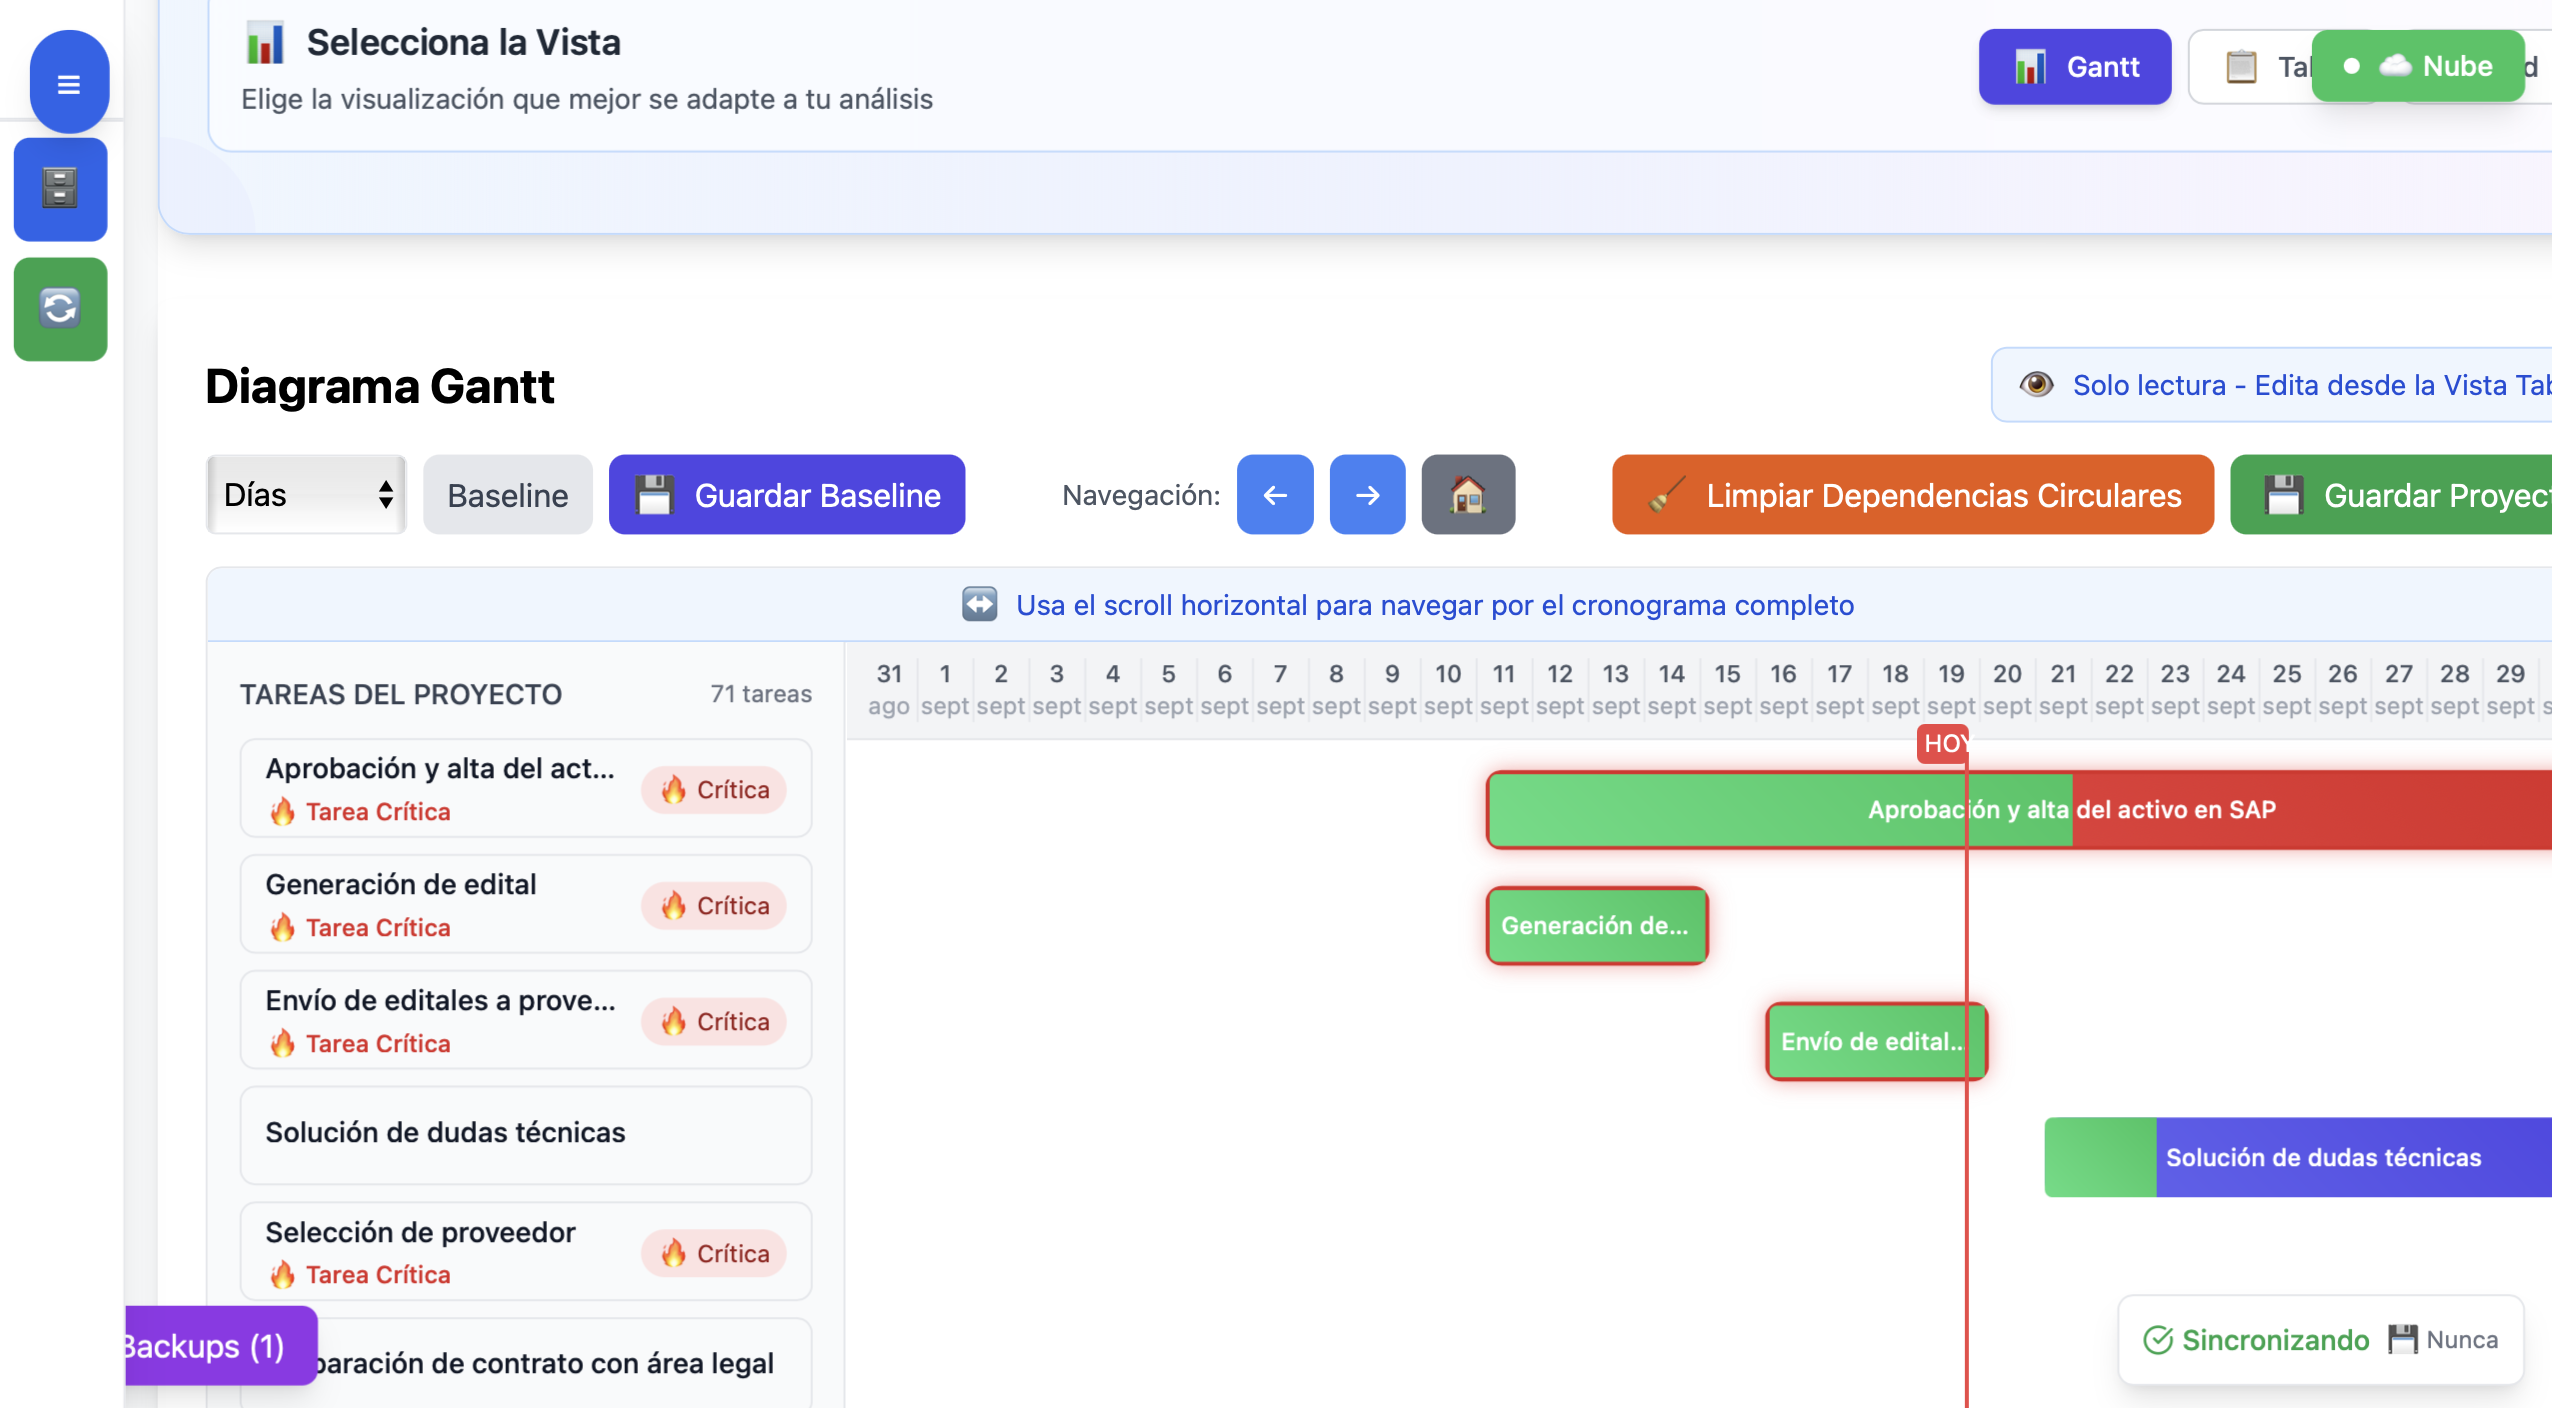 Selecciona la Vista
Elige la visualización que mejor se adapte a tu análisis
Gantt
Nube
Diagrama Gantt
Solo lectura - Edita desde la Vista
Días
Baseline
Guardar Baseline
Navegación:
Limpiar Dependencias Circulares
Guardar
Usa el scroll horizontal para navegar por el cronograma completo
TAREAS DEL PROYECTO
71 tareas
31 1 2 3 4 5 6 7 8 9 10 11 12 13 14 15 16 17 18 19 20 21 22 23 24 25 26 27 28 29
ago sept sept sept sept sept sept sept sept sept sept sept sept sept sept sept sept sept sept sept sept sept sept sept sept sept sept sept sept sept
HOY
Aprobación y alta del act...
Crítica
Tarea Crítica
Aprobación y alta del activo en SAP
Generación de edital
Crítica
Tarea Crítica
Generación de...
Envío de editales a prove...
Crítica
Tarea Crítica
Envío de edital...
Solución de dudas técnicas
Solución de dudas técnicas
Selección de proveedor
Crítica
Tarea Crítica
Backups (1)
de contrato con área legal
Sincronizando
Nunca